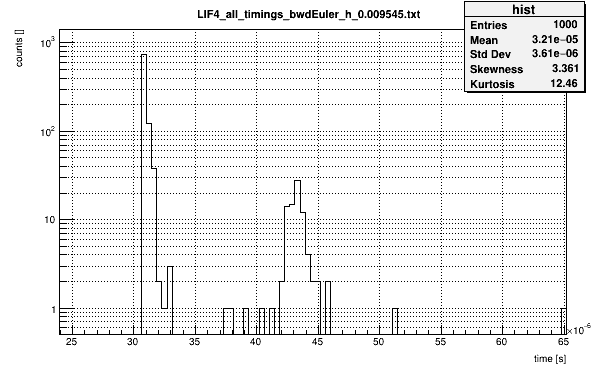 LIF4_all_timings_bwdEuler_h_0.009545.txt
hist
Entries 1000
Mean 3.21e−05
Std Dev 3.61e−06
Skewness 3.361
Kurtosis 12.46
counts []
10³
10²
10
1
25 30 35 40 45 50 55 60 65
×10⁻⁶
time [s]